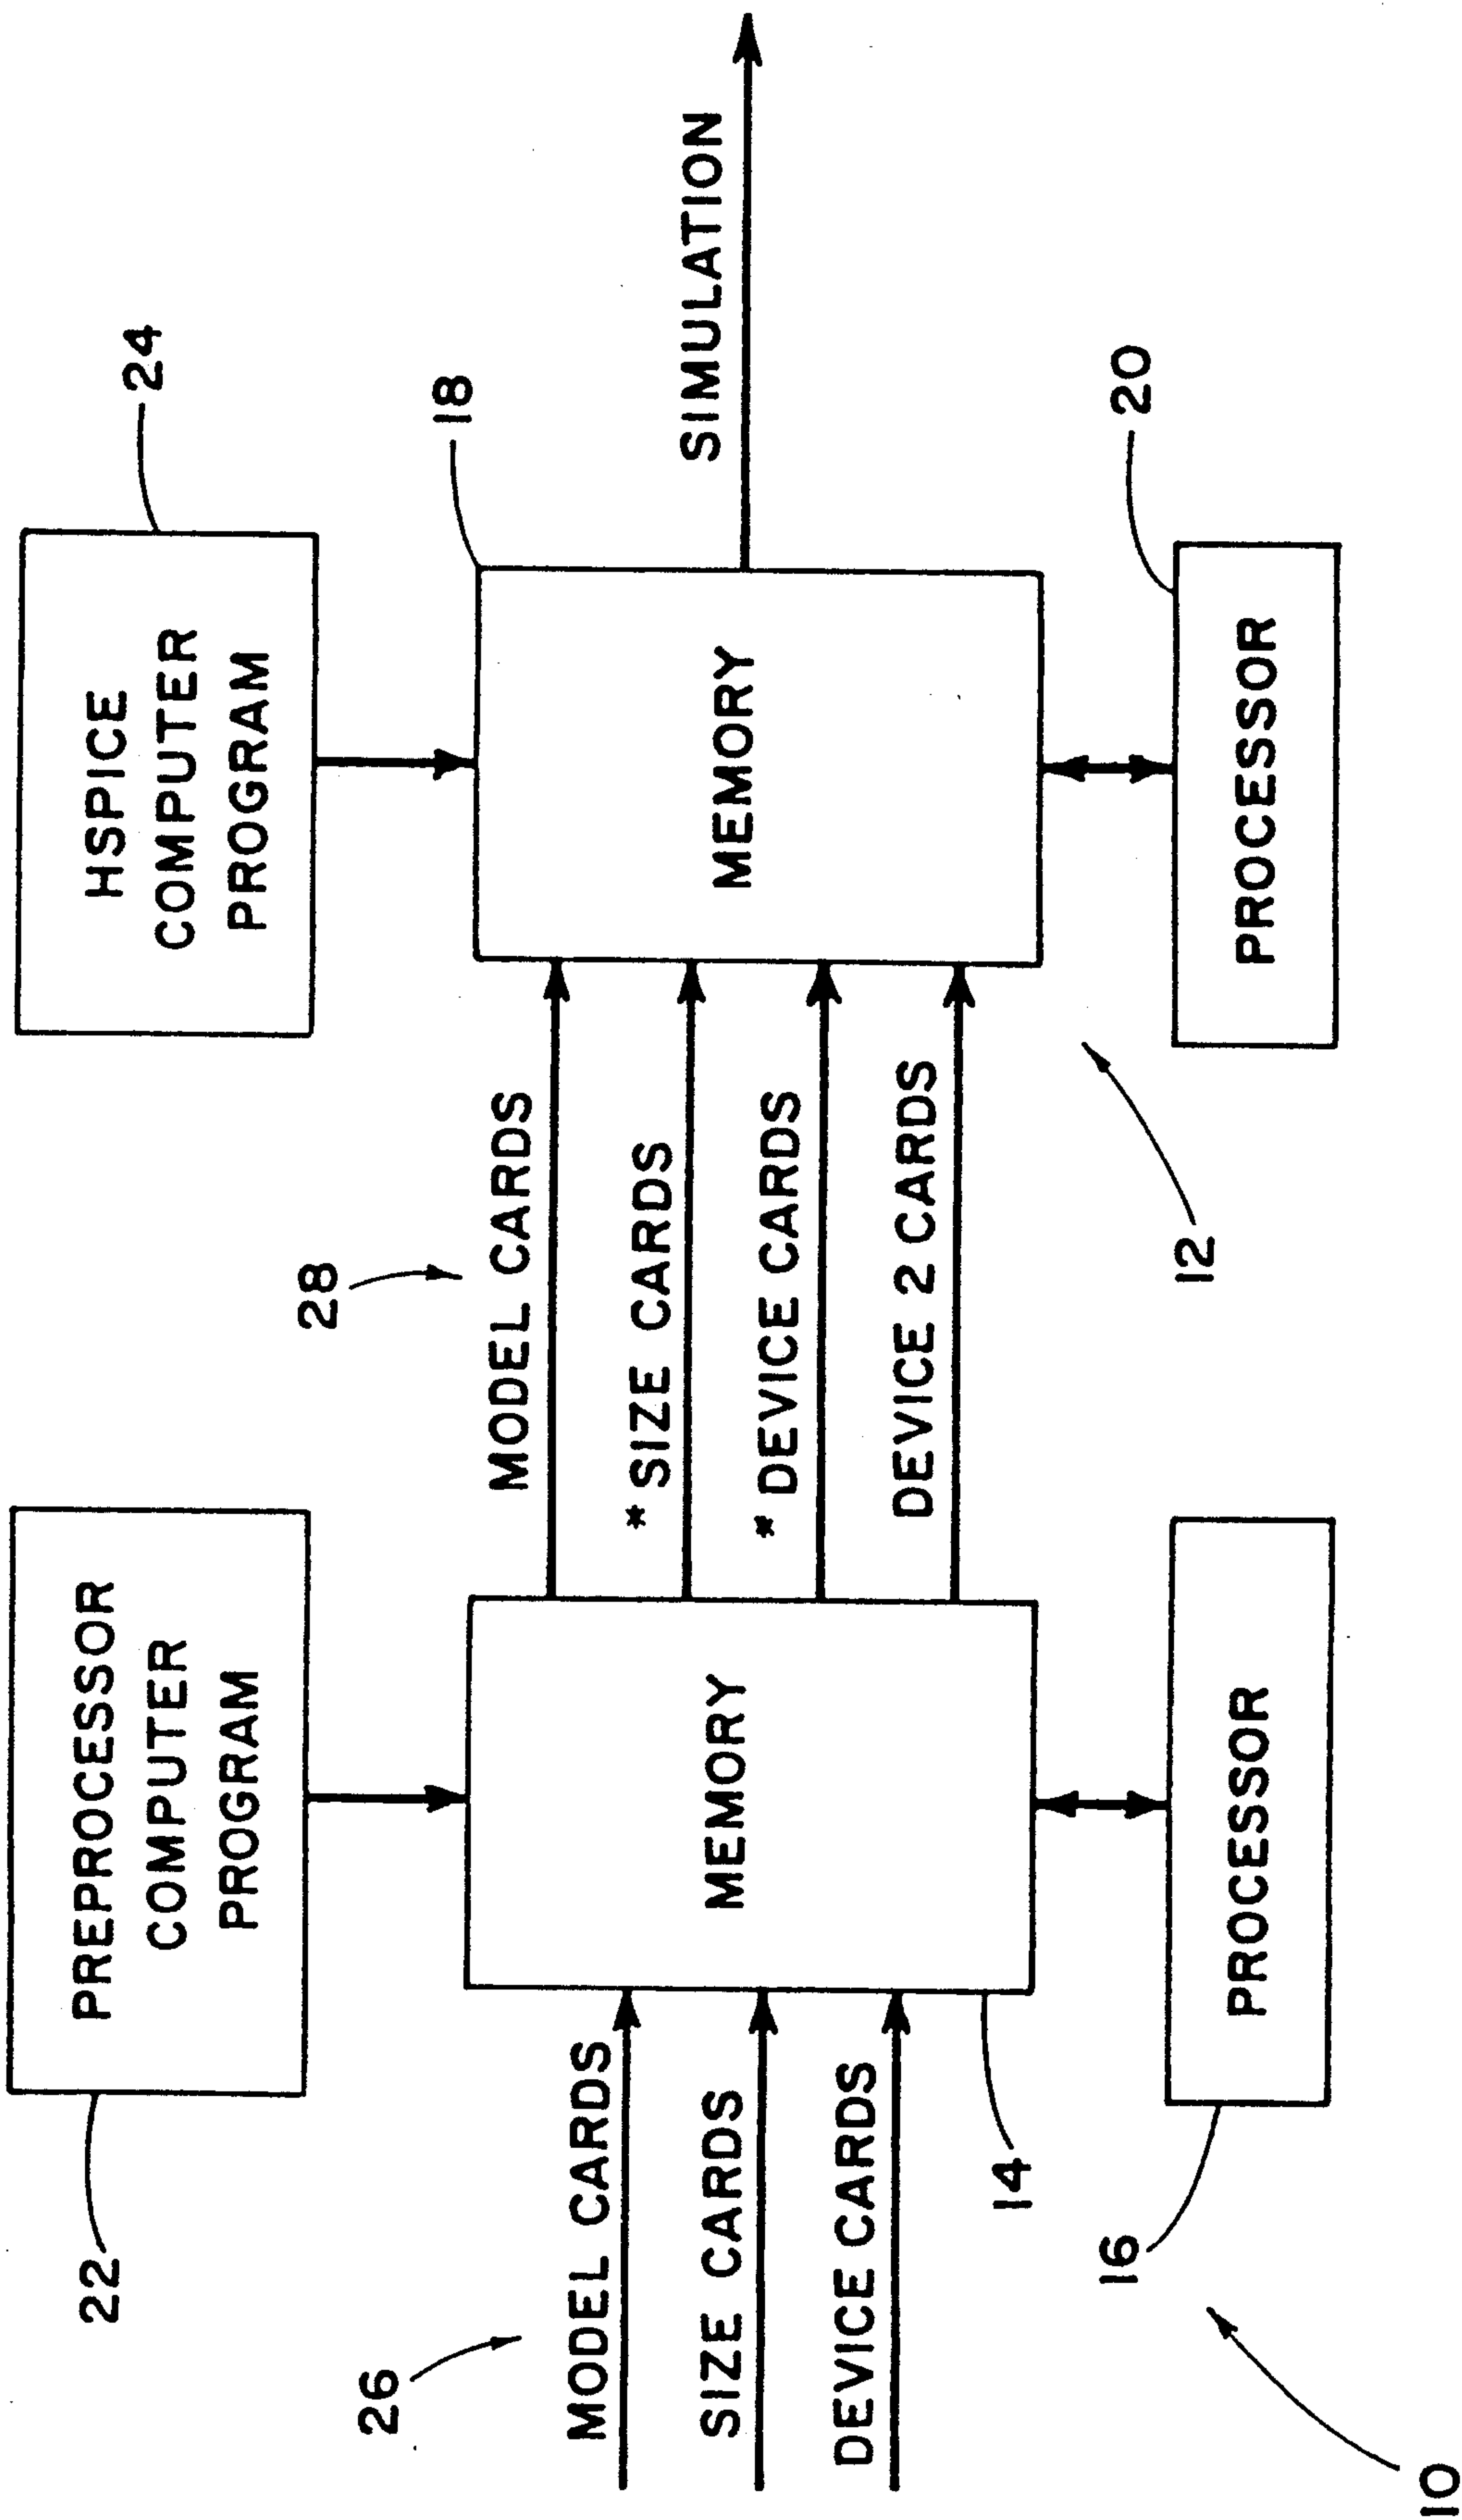 22
PREPROCESSOR
COMPUTER
PROGRAM
HSPICE
COMPUTER
PROGRAM
24
26
MODEL CARDS
SIZE CARDS
DEVICE CARDS
MEMORY
14
28
MODEL CARDS
* SIZE CARDS
* DEVICE CARDS
DEVICE 2 CARDS
MEMORY
18
SIMULATION
16
PROCESSOR
10
12
PROCESSOR
20